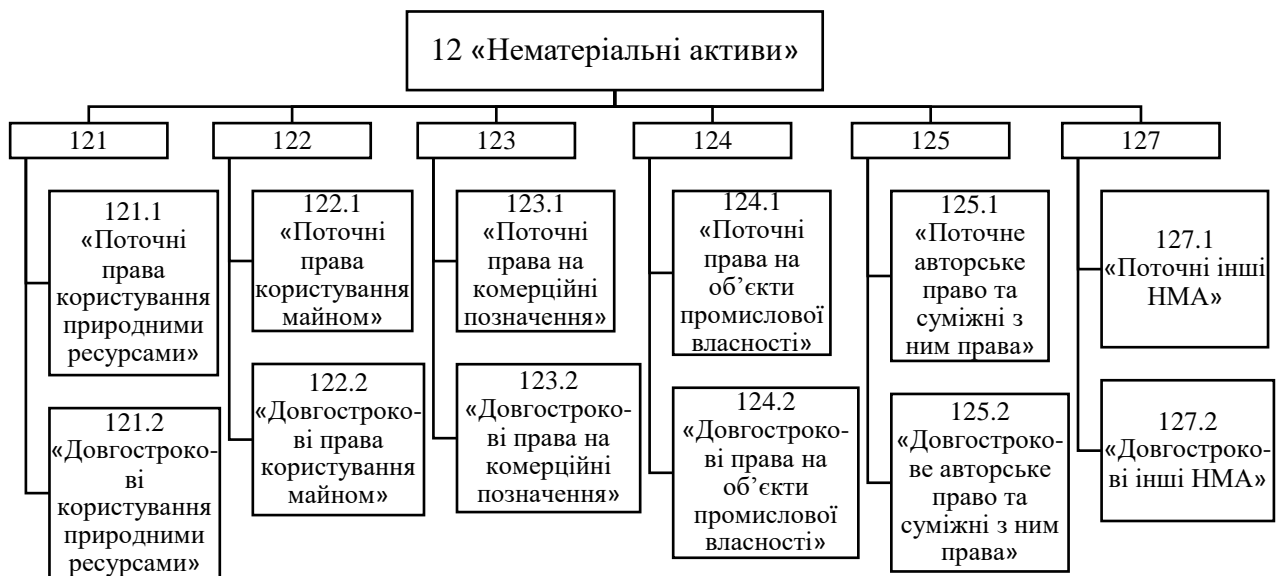 12 «Нематеріальні активи»
121
122
123
124
125
127
121.1
«Поточні
права
користування
природними
ресурсами»
121.2
«Довгостроко-
ві
користування
природними
ресурсами»
122.1
«Поточні
права
користування
майном»
122.2
«Довгостроко-
ві права
користування
майном»
123.1
«Поточні
права на
комерційні
позначення»
123.2
«Довгостроко-
ві права на
комерційні
позначення»
124.1
«Поточні
права на
об’єкти
промислової
власності»
124.2
«Довгостроко-
ві права на
об’єкти
промислової
власності»
125.1
«Поточне
авторське
право та
суміжні з
ним права»
125.2
«Довгостроко-
ве авторське
право та
суміжні з ним
права»
127.1
«Поточні інші
НМА»
127.2
«Довгостроко-
ві інші НМА»